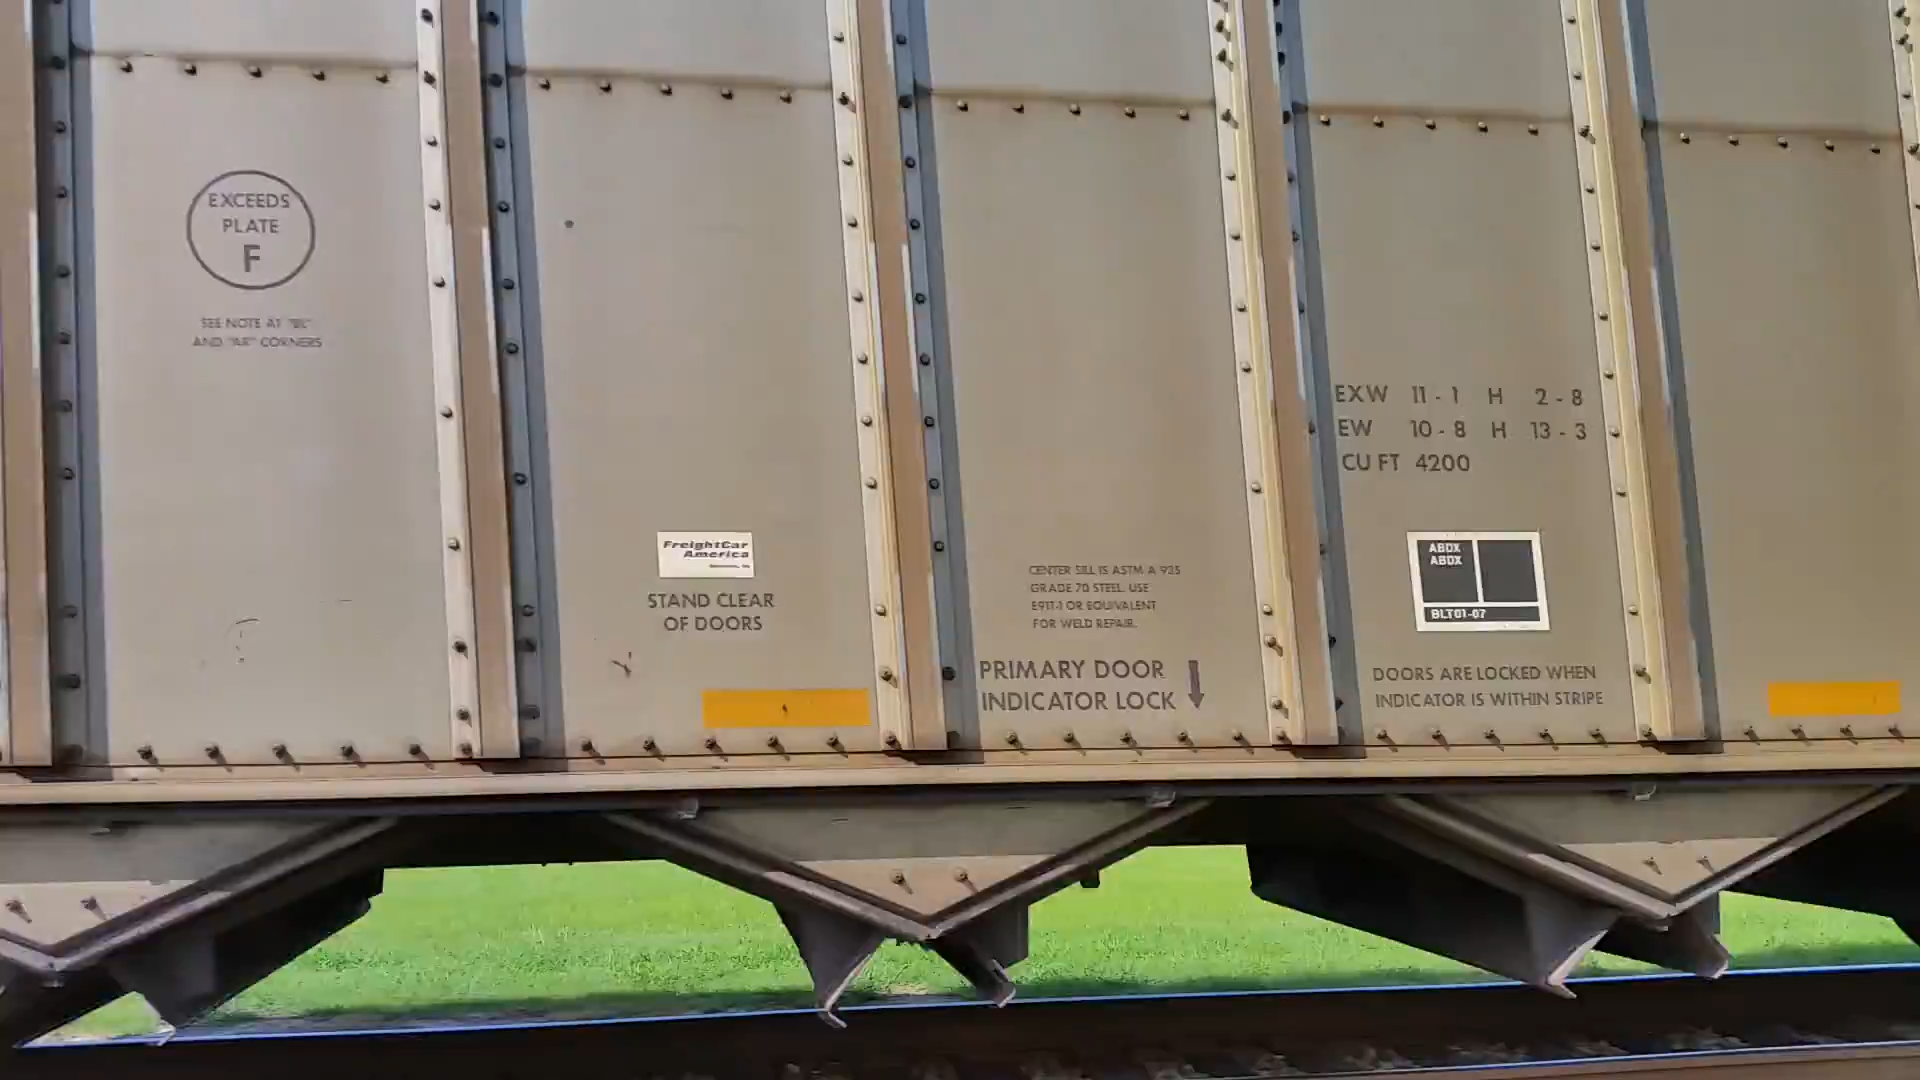 EXCEEDS
PLATE
F
SEE NOTE AT "BL"
AND "AR" CORNERS
FreightCar
America
STAND CLEAR
OF DOORS
CENTER SILL IS ASTM A 935
GRADE 70 STEEL. USE
E911-1 OR EQUIVALENT
FOR WELD REPAIR.
PRIMARY DOOR
INDICATOR LOCK
EXW 11 - 1 H 2 - 8
EW 10 - 8 H 13 - 3
CU FT 4200
ABDX
ABDX
BLT01-07
DOORS ARE LOCKED WHEN
INDICATOR IS WITHIN STRIPE